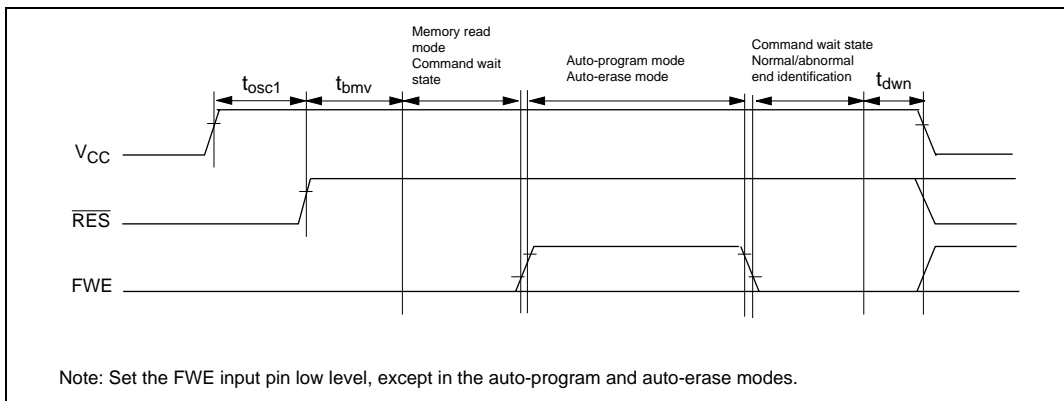 Memory read
mode
Command wait
state
Auto-program mode
Auto-erase mode
Command wait state
Normal/abnormal
end identification
tosc1
tbmv
tdwn
VCC
RES
FWE
Note: Set the FWE input pin low level, except in the auto-program and auto-erase modes.